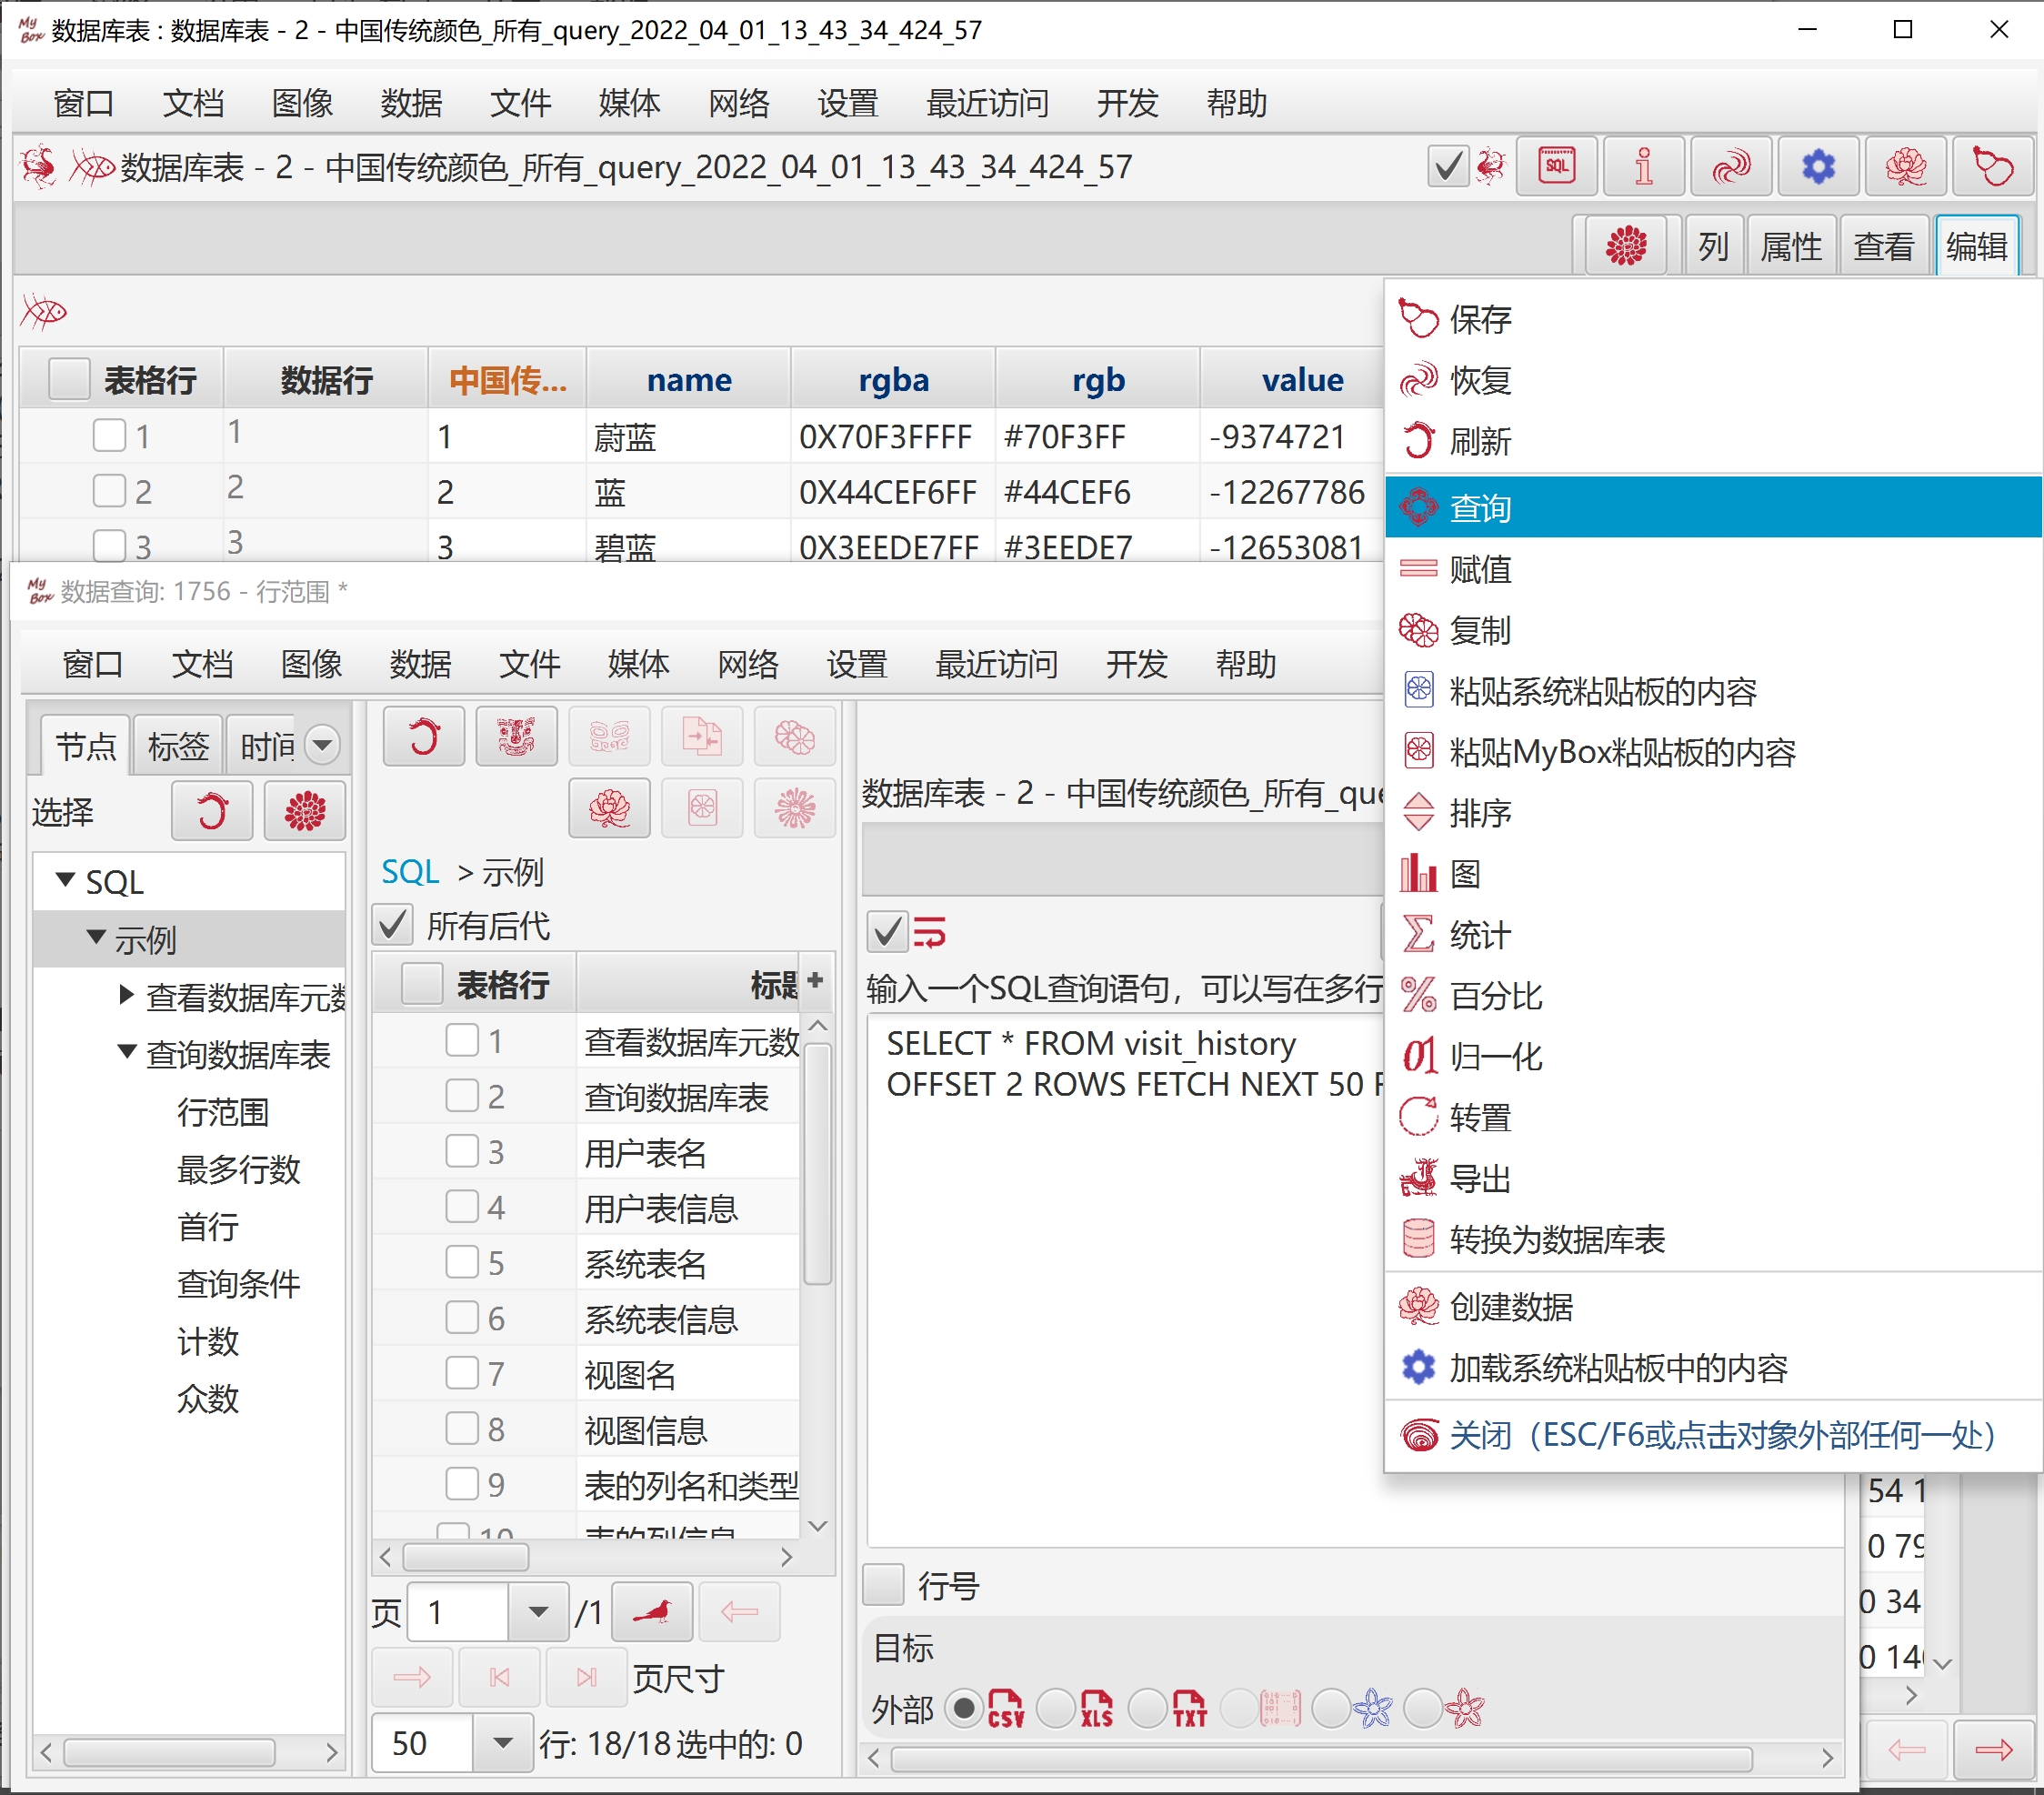 My Box 数据库表 : 数据库表 - 2 - 中国传统颜色_所有_query_2022_04_01_13_43_34_424_57
窗口 文档 图像 数据 文件 媒体 网络 设置 最近访问 开发 帮助
数据库表 - 2 - 中国传统颜色_所有_query_2022_04_01_13_43_34_424_57
SQL
列 属性 查看 编辑
表格行 数据行 中国传... name rgba rgb value
1 1 1 蔚蓝 0X70F3FFFF #70F3FF -9374721
2 2 2 蓝 0X44CEF6FF #44CEF6 -12267786
3 3 3 碧蓝 0X3EEDE7FF #3EEDE7 -12653081
保存
恢复
刷新
查询
赋值
复制
粘贴系统粘贴板的内容
粘贴MyBox粘贴板的内容
排序
图
统计
百分比
归一化
转置
导出
转换为数据库表
创建数据
加载系统粘贴板中的内容
关闭（ESC/F6或点击对象外部任何一处）
My Box 数据查询: 1756 - 行范围 *
窗口 文档 图像 数据 文件 媒体 网络 设置 最近访问 开发 帮助
节点 标签 时间
选择
SQL
示例
查看数据库元数
查询数据库表
行范围
最多行数
首行
查询条件
计数
众数
SQL > 示例
所有后代
表格行 标题 +
1 查看数据库元数
2 查询数据库表
3 用户表名
4 用户表信息
5 系统表名
6 系统表信息
7 视图名
8 视图信息
9 表的列名和类型
10 表的列信息
页 1 /1
页尺寸
50 行: 18/18 选中的: 0
数据库表 - 2 - 中国传统颜色_所有_que
输入一个SQL查询语句，可以写在多行
SELECT * FROM visit_history
OFFSET 2 ROWS FETCH NEXT 50
行号
目标
外部 CSV XLS TXT
54 1
0 79
0 34
0 14